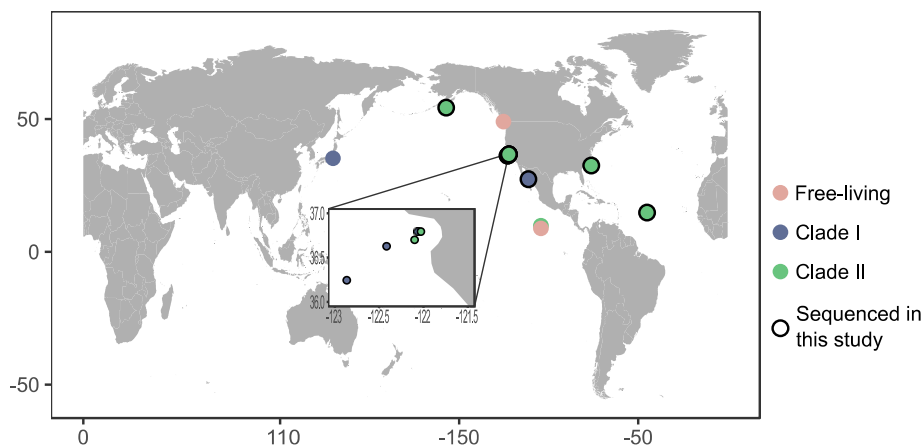 50
0
-50
0
110
-150
-50
37.0
36.5
36.0
-123
-122.5
-122
-121.5
Free-living
Clade I
Clade II
Sequenced in
this study